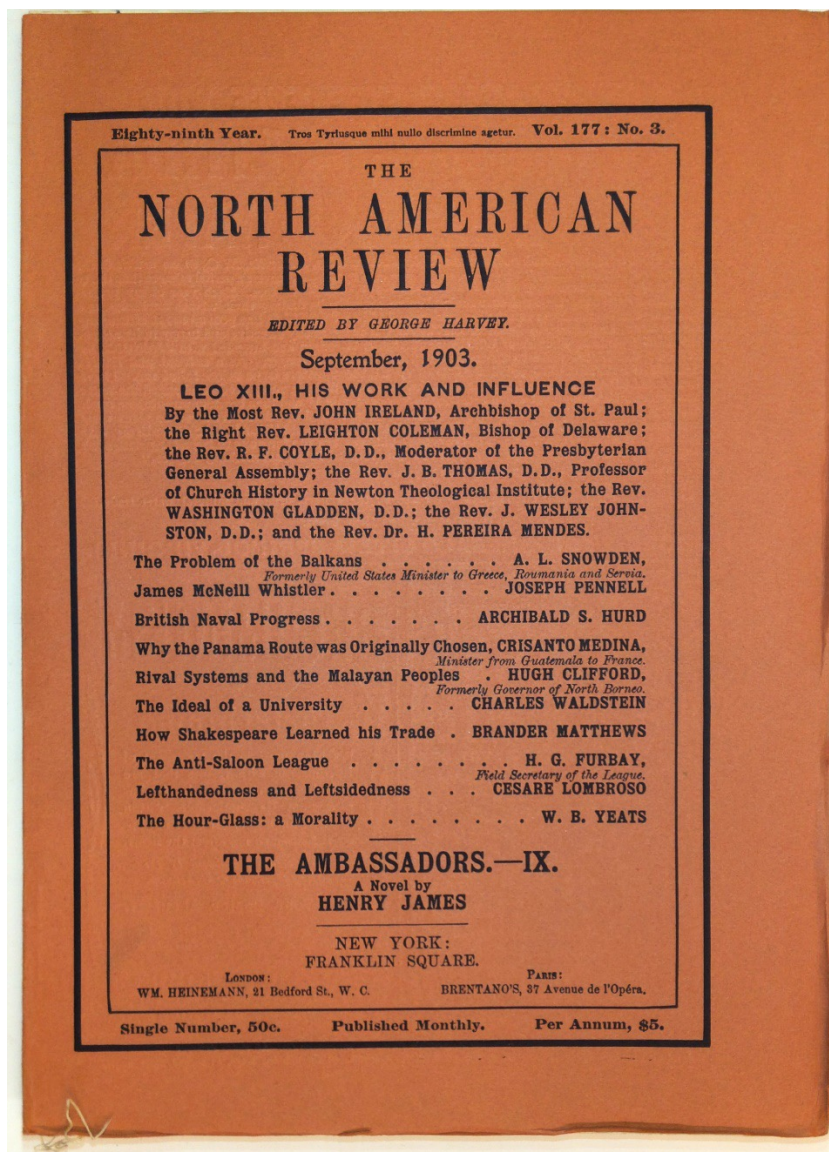 Eighty-ninth Year. Tros Tyriusque mihi nullo discrimine agetur. Vol. 177: No. 3.
THE
NORTH AMERICAN
REVIEW
EDITED BY GEORGE HARVEY.
September, 1903.
LEO XIII., HIS WORK AND INFLUENCE
By the Most Rev. JOHN IRELAND, Archbishop of St. Paul;
the Right Rev. LEIGHTON COLEMAN, Bishop of Delaware;
the Rev. R. F. COYLE, D.D., Moderator of the Presbyterian
General Assembly; the Rev. J. B. THOMAS, D.D., Professor
of Church History in Newton Theological Institute; the Rev.
WASHINGTON GLADDEN, D.D.; the Rev. J. WESLEY JOHN-
STON, D.D.; and the Rev. Dr. H. PEREIRA MENDES.
The Problem of the Balkans . . . . . . A. L. SNOWDEN,
Formerly United States Minister to Greece, Roumania and Servia.
James McNeill Whistler . . . . . . . . JOSEPH PENNELL
British Naval Progress . . . . . . . ARCHIBALD S. HURD
Why the Panama Route was Originally Chosen, CRISANTO MEDINA,
Minister from Guatemala to France.
Rival Systems and the Malayan Peoples . HUGH CLIFFORD,
Formerly Governor of North Borneo.
The Ideal of a University . . . . . CHARLES WALDSTEIN
How Shakespeare Learned his Trade . BRANDER MATTHEWS
The Anti-Saloon League . . . . . . . . H. G. FURBAY,
Field Secretary of the League.
Lefthandedness and Leftsidedness . . . CESARE LOMBROSO
The Hour-Glass: a Morality . . . . . . . . W. B. YEATS
THE AMBASSADORS.—IX.
A Novel by
HENRY JAMES
NEW YORK:
FRANKLIN SQUARE.
LONDON: PARIS:
WM. HEINEMANN, 21 Bedford St., W. C. BRENTANO'S, 37 Avenue de l'Opéra.
Single Number, 50c. Published Monthly. Per Annum, $5.